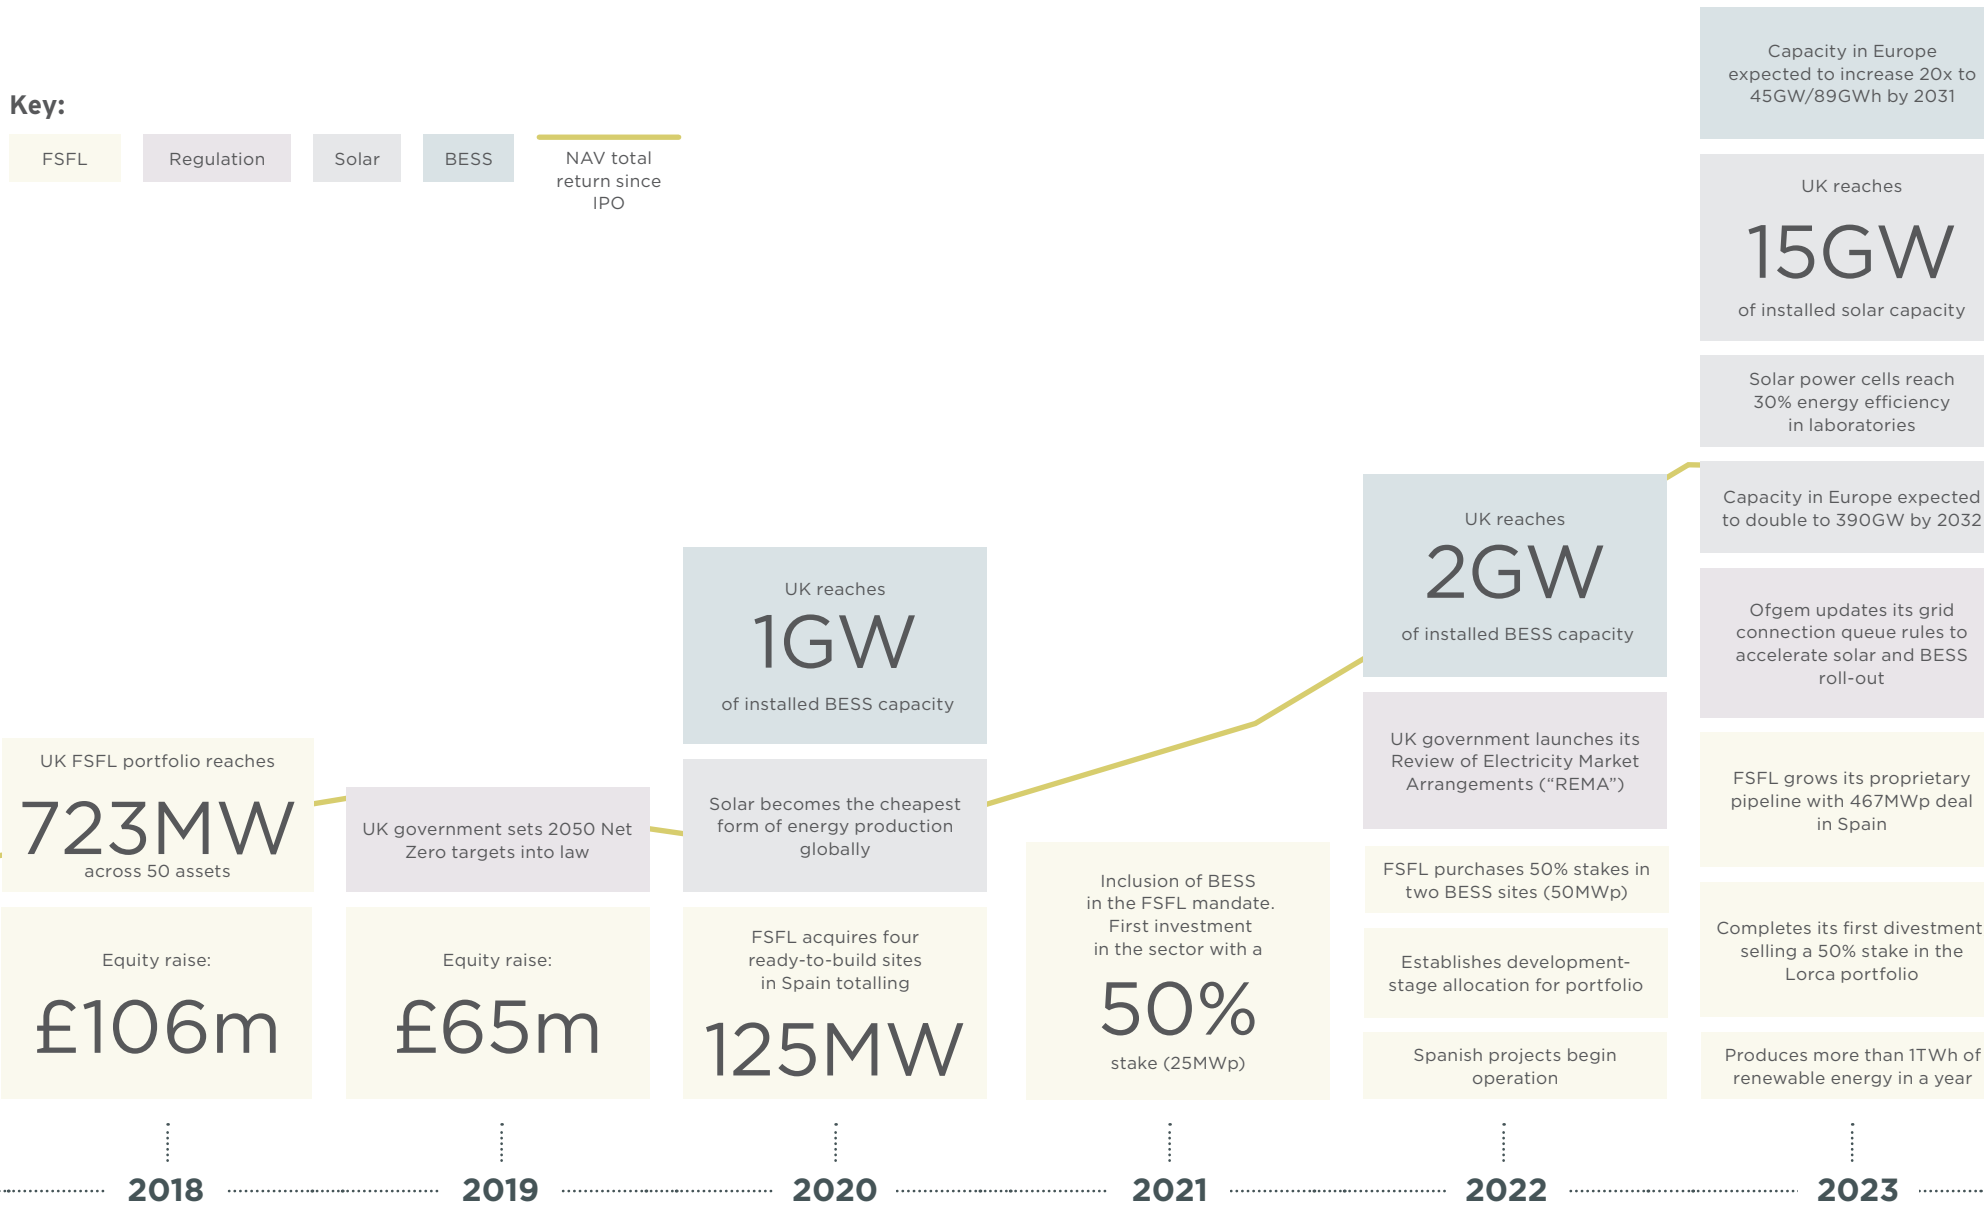 Key:
FSFL
Regulation
Solar
BESS
NAV total
return since
IPO
UK FSFL portfolio reaches
723MW
across 50 assets
Equity raise:
£106m
2018
UK government sets 2050 Net
Zero targets into law
Equity raise:
£65m
2019
UK reaches
1GW
of installed BESS capacity
Solar becomes the cheapest
form of energy production
globally
FSFL acquires four
ready-to-build sites
in Spain totalling
125MW
2020
Inclusion of BESS
in the FSFL mandate.
First investment
in the sector with a
50%
stake (25MWp)
2021
UK reaches
2GW
of installed BESS capacity
UK government launches its
Review of Electricity Market
Arrangements (“REMA”)
FSFL purchases 50% stakes in
two BESS sites (50MWp)
Establishes development-
stage allocation for portfolio
Spanish projects begin
operation
2022
Capacity in Europe
expected to increase 20x to
45GW/89GWh by 2031
UK reaches
15GW
of installed solar capacity
Solar power cells reach
30% energy efficiency
in laboratories
Capacity in Europe expected
to double to 390GW by 2032
Ofgem updates its grid
connection queue rules to
accelerate solar and BESS
roll-out
FSFL grows its proprietary
pipeline with 467MWp deal
in Spain
Completes its first divestment
selling a 50% stake in the
Lorca portfolio
Produces more than 1TWh of
renewable energy in a year
2023